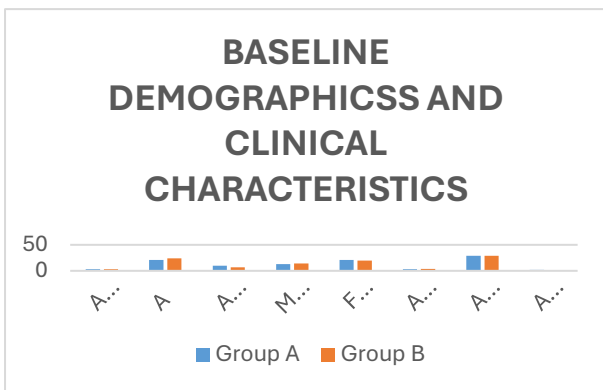 BASELINE
DEMOGRAPHICSS AND
CLINICAL
CHARACTERISTICS
50
0
A...
A
A...
M...
F...
A...
A...
A...
Group A
Group B